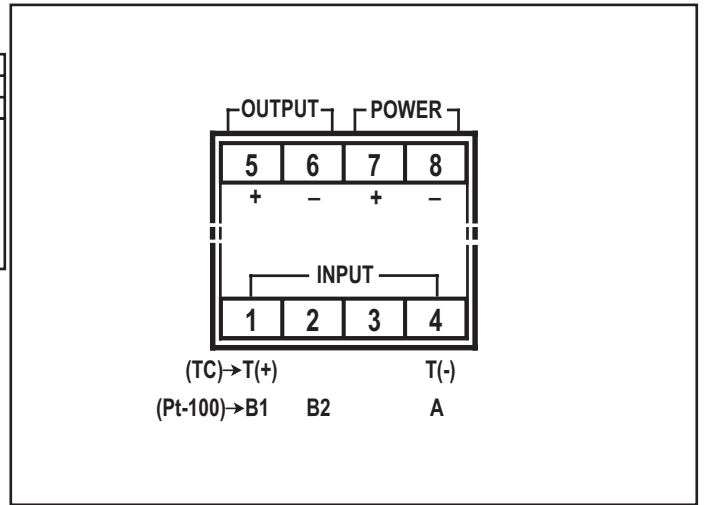 OUTPUT POWER
5 6 7 8
+ – + –
INPUT
1 2 3 4
(TC)→T(+) T(-)
(Pt-100)→B1 B2 A